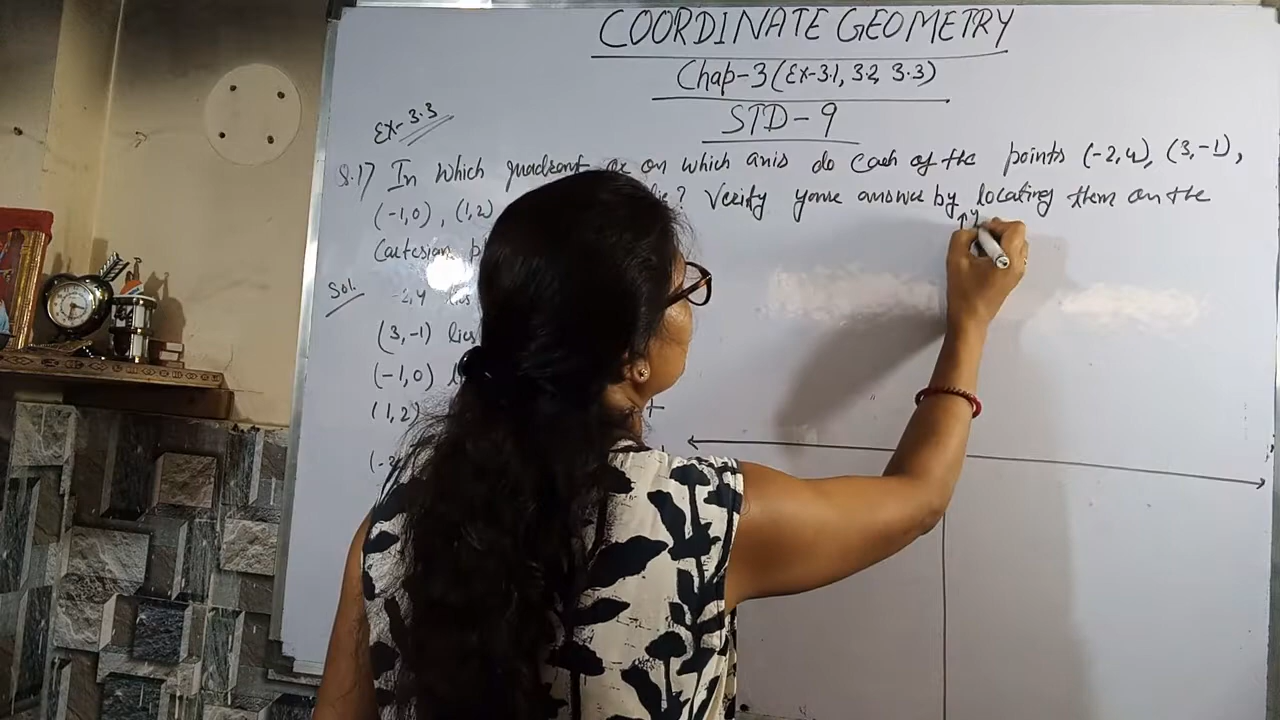 COORDINATE GEOMETRY
Chap-3 (Ex-3.1, 3.2, 3.3)
STD-9
Ex-3.3
In Which quadrant or on which axis do each of the points (-2,4), (3,-1),
(-1,0), (1,2) lie? Verify your answer by locating them on the
Cartesian
Sol.
-2,4 lies
(3,-1) lies
(-1,0)
(1,2)
y